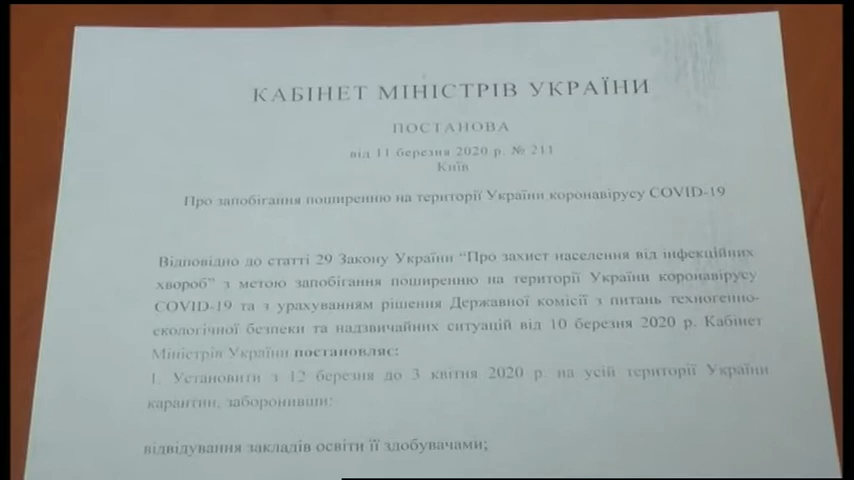 КАБІНЕТ МІНІСТРІВ УКРАЇНИ
ПОСТАНОВА
від 11 березня 2020 р. № 211
Київ
Про запобігання поширенню на території України коронавірусу COVID-19
Відповідно до статті 29 Закону України “Про захист населення від інфекційних
хвороб” з метою запобігання поширенню на території України коронавірусу
COVID-19 та з урахуванням рішення Державної комісії з питань техногенно-
екологічної безпеки та надзвичайних ситуацій від 10 березня 2020 р. Кабінет
Міністрів України постановляє:
1. Установити з 12 березня до 3 квітня 2020 р. на усій території України
карантин, заборонивши:
відвідування закладів освіти її здобувачами;